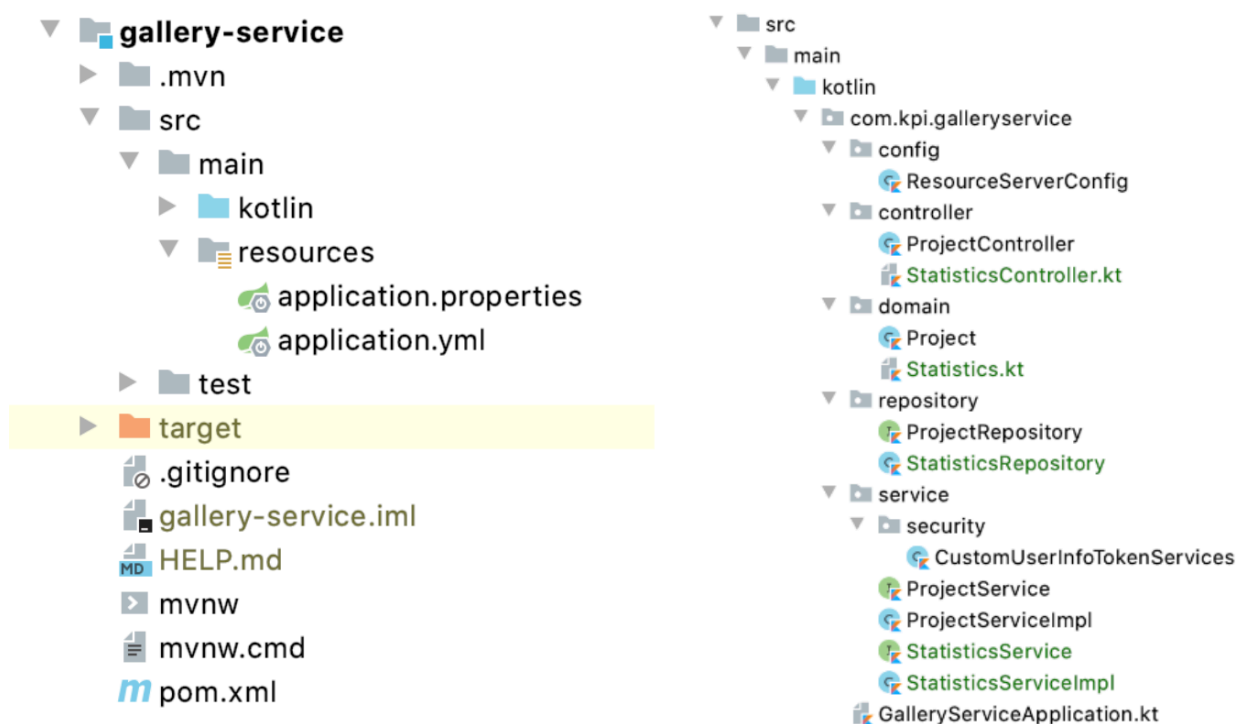 gallery-service
.mvn
src
main
kotlin
resources
application.properties
application.yml
test
target
.gitignore
gallery-service.iml
MD HELP.md
mvnw
mvnw.cmd
m pom.xml
src
main
kotlin
com.kpi.galleryservice
config
ResourceServerConfig
controller
ProjectController
StatisticsController.kt
domain
Project
Statistics.kt
repository
ProjectRepository
StatisticsRepository
service
security
CustomUserInfoTokenServices
ProjectService
ProjectServiceImpl
StatisticsService
StatisticsServiceImpl
GalleryServiceApplication.kt